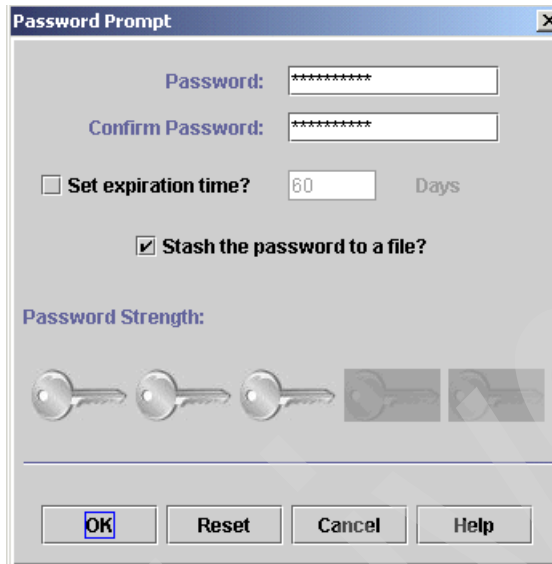 Password Prompt
Password: **********
Confirm Password: **********
Set expiration time? 60 Days
Stash the password to a file?
Password Strength:
OK Reset Cancel Help